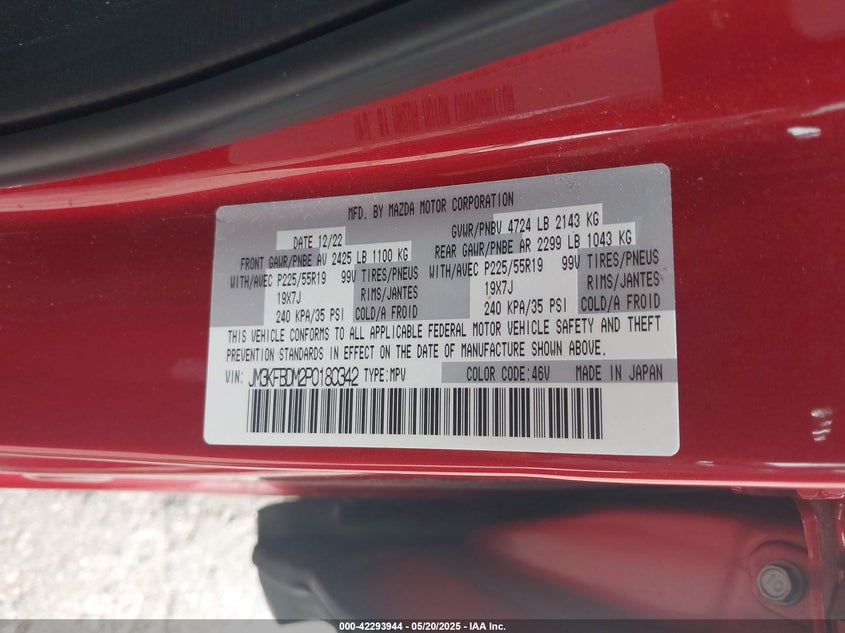 MFD. BY MAZDA MOTOR CORPORATION
DATE 12/22 GVWR/PNBV 4724 LB 2143 KG
FRONT GAWR/PNBE AV 2425 LB 1100 KG REAR GAWR/PNBE AR 2299 LB 1043 KG
WITH/AVEC P225/55R19 99V TIRES/PNEUS WITH/AVEC P225/55R19 99V TIRES/PNEUS
19X7J RIMS/JANTES 19X7J RIMS/JANTES
240 KPA/35 PSI COLD/A FROID 240 KPA/35 PSI COLD/A FROID
THIS VEHICLE CONFORMS TO ALL APPLICABLE FEDERAL MOTOR VEHICLE SAFETY AND THEFT
PREVENTION STANDARDS IN EFFECT ON THE DATE OF MANUFACTURE SHOWN ABOVE.
VIN: JM3KFBDM2P0180342 TYPE:MPV COLOR CODE:46V MADE IN JAPAN
000-42293944 - 05/20/2025 - IAA Inc.